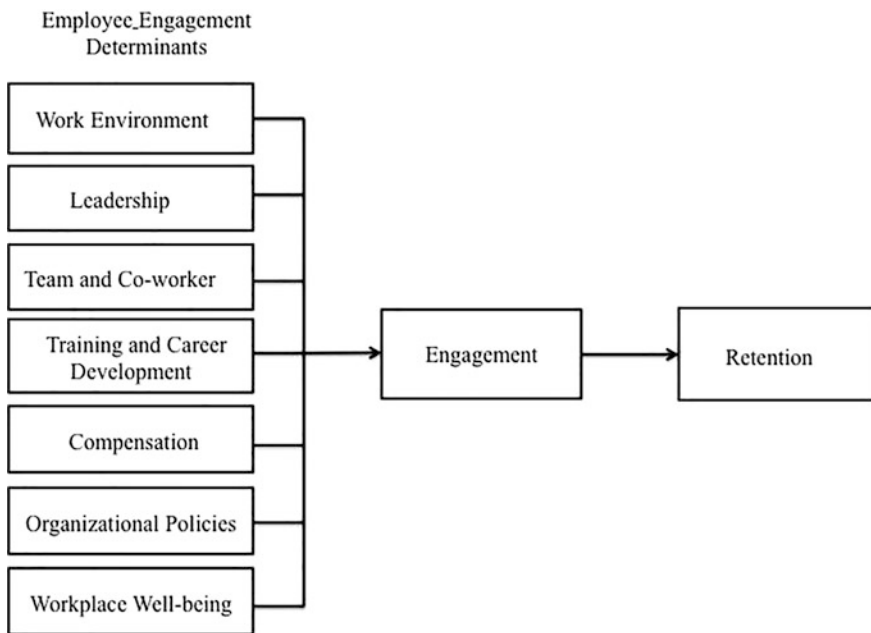 Employee_Engagement
Determinants
Work Environment
Leadership
Team and Co-worker
Training and Career
Development
Compensation
Organizational Policies
Workplace Well-being
Engagement
Retention